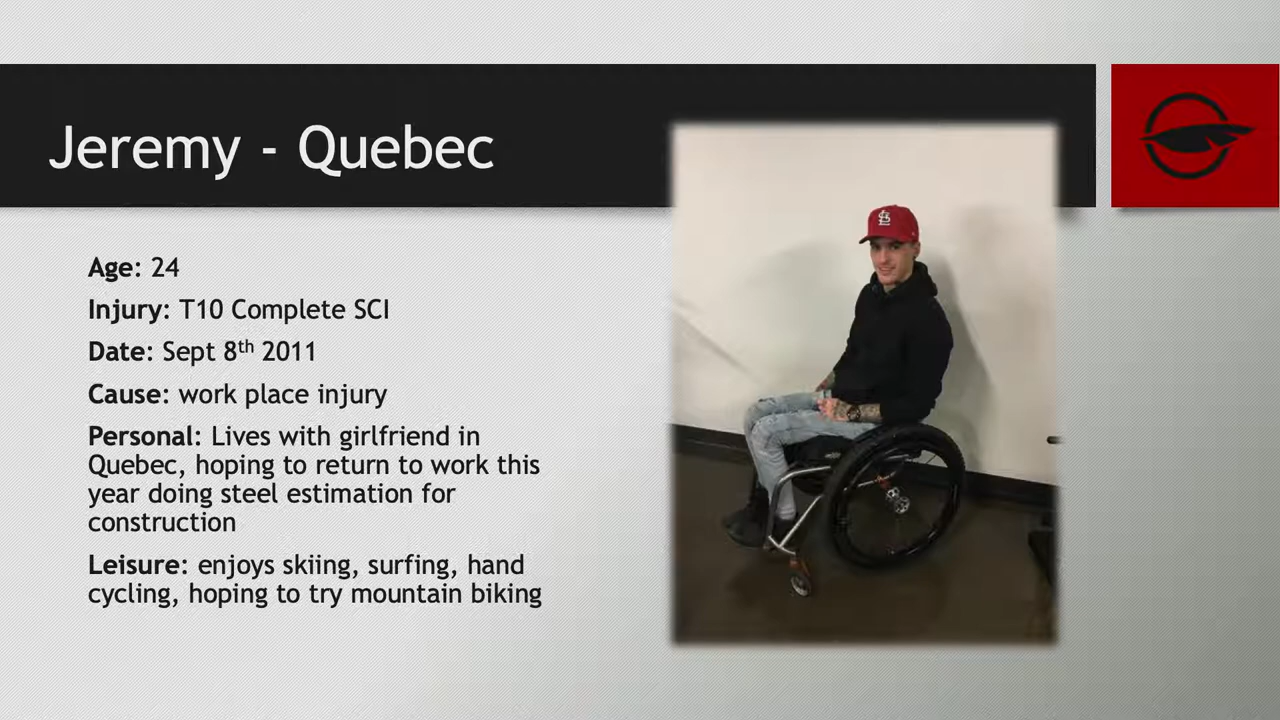 Jeremy - Quebec
Age: 24
Injury: T10 Complete SCI
Date: Sept 8th 2011
Cause: work place injury
Personal: Lives with girlfriend in
Quebec, hoping to return to work this
year doing steel estimation for
construction
Leisure: enjoys skiing, surfing, hand
cycling, hoping to try mountain biking